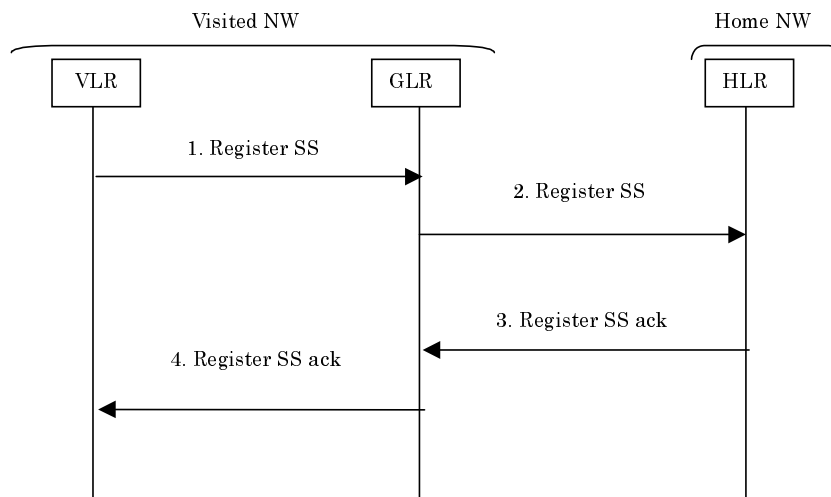 Visited NW
Home NW
VLR
GLR
HLR
1. Register SS
2. Register SS
3. Register SS ack
4. Register SS ack